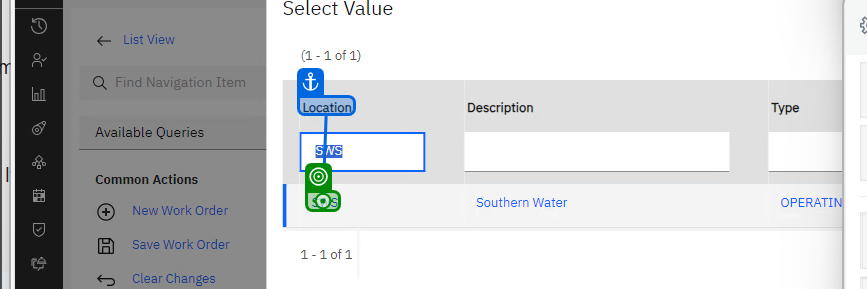 Select Value
List View
(1 - 1 of 1)
Find Navigation Item
Location
Description
Type
Available Queries
SWS
Common Actions
New Work Order
SWS
Southern Water
OPERATIN
Save Work Order
1 - 1 of 1
Clear Changes